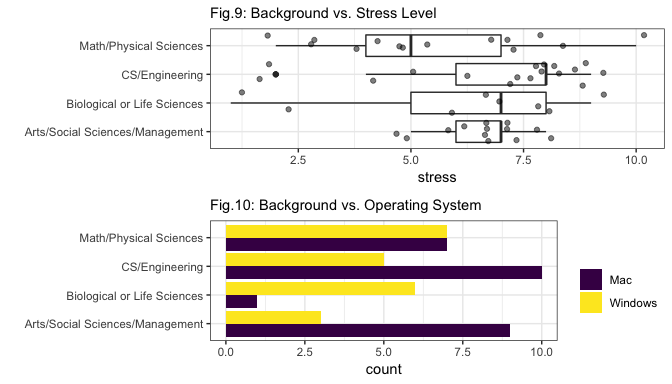 Fig.9: Background vs. Stress Level
Math/Physical Sciences
CS/Engineering
Biological or Life Sciences
Arts/Social Sciences/Management
2.5 5.0 7.5 10.0
stress
Fig.10: Background vs. Operating System
Math/Physical Sciences
CS/Engineering
Biological or Life Sciences
Arts/Social Sciences/Management
0.0 2.5 5.0 7.5 10.0
count
Mac
Windows